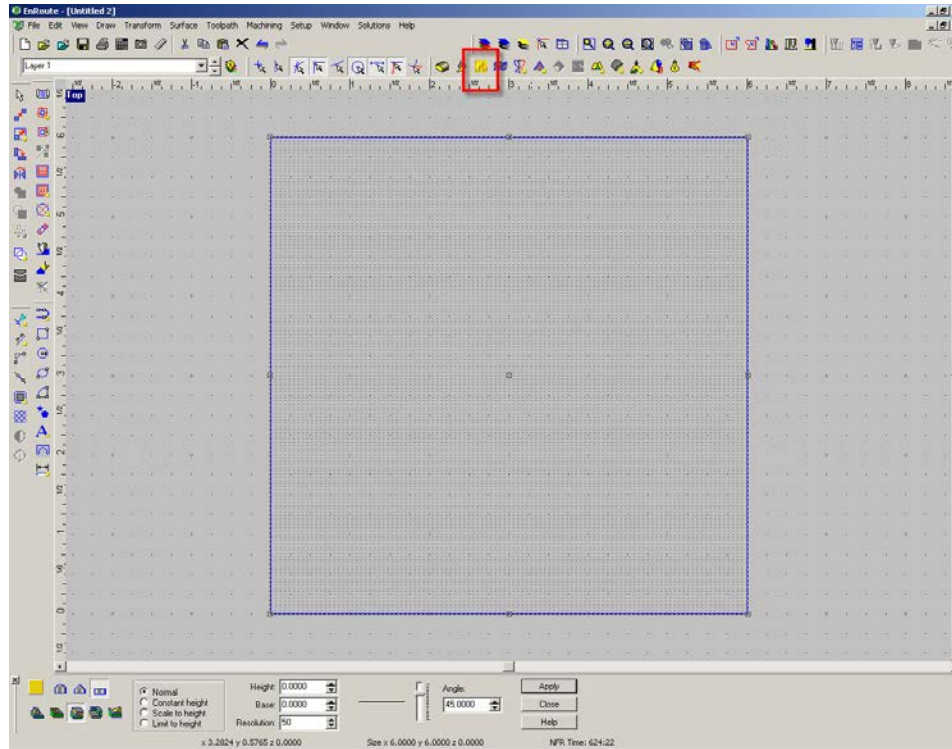 EnRoute - [Untitled 2]
File Edit View Draw Transform Surface Toolpath Machining Setup Window Solutions Help
Layer 1
Top
Normal
Constant height
Scale to height
Limit to height
Height: 0.0000
Base: 0.0000
Resolution: 50
Angle:
45.0000
Apply
Close
Help
x 3.2824 y 0.5765 z 0.0000 Size x 6.0000 y 6.0000 z 0.0000 NFR Time: 624:22